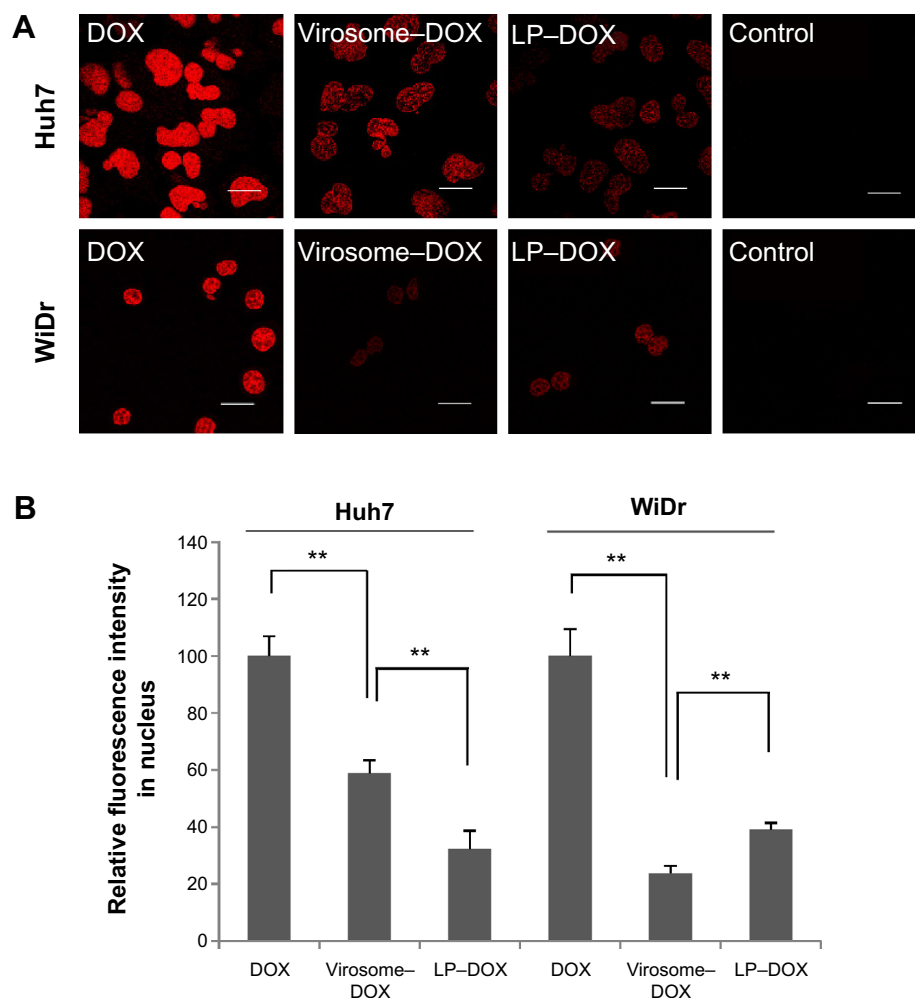 A
Huh7
DOX
Virosome–DOX
LP–DOX
Control
WiDr
DOX
Virosome–DOX
LP–DOX
Control
B
Huh7
WiDr
Relative fluorescence intensity
in nucleus
140
120
100
80
60
40
20
0
**
**
**
**
DOX
Virosome–
DOX
LP–DOX
DOX
Virosome–
DOX
LP–DOX